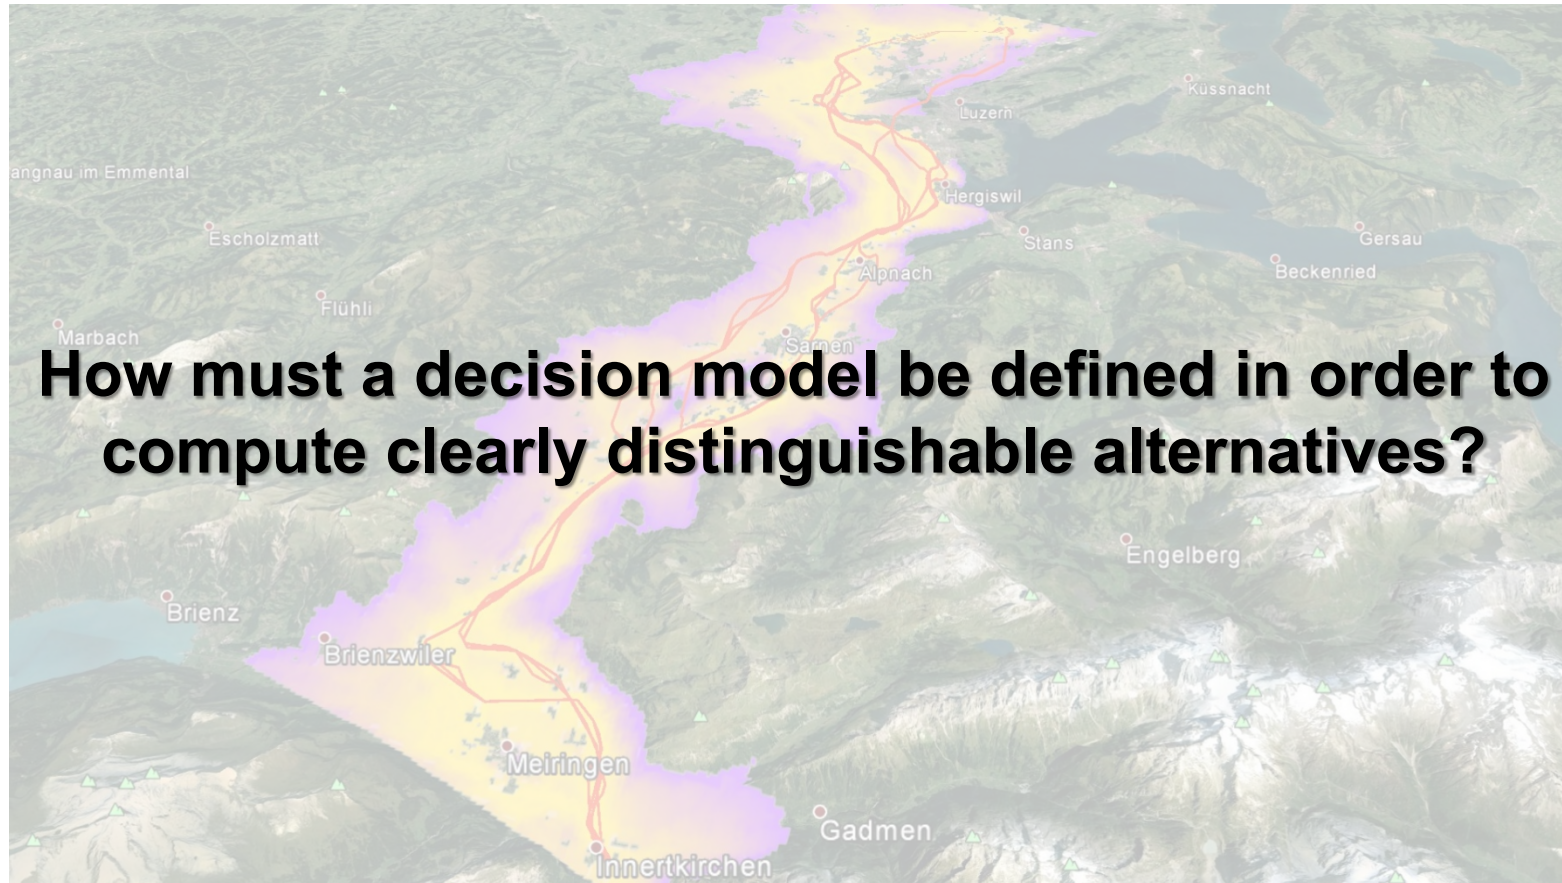 Küssnacht
Luzern
angnau im Emmental
Hergiswil
Escholzmatt
Stans
Gersau
Alpnach
Beckenried
Flühli
Marbach
Sarnen
How must a decision model be defined in order to
compute clearly distinguishable alternatives?
Engelberg
Brienz
Brienzwiler
Meiringen
Gadmen
Innertkirchen